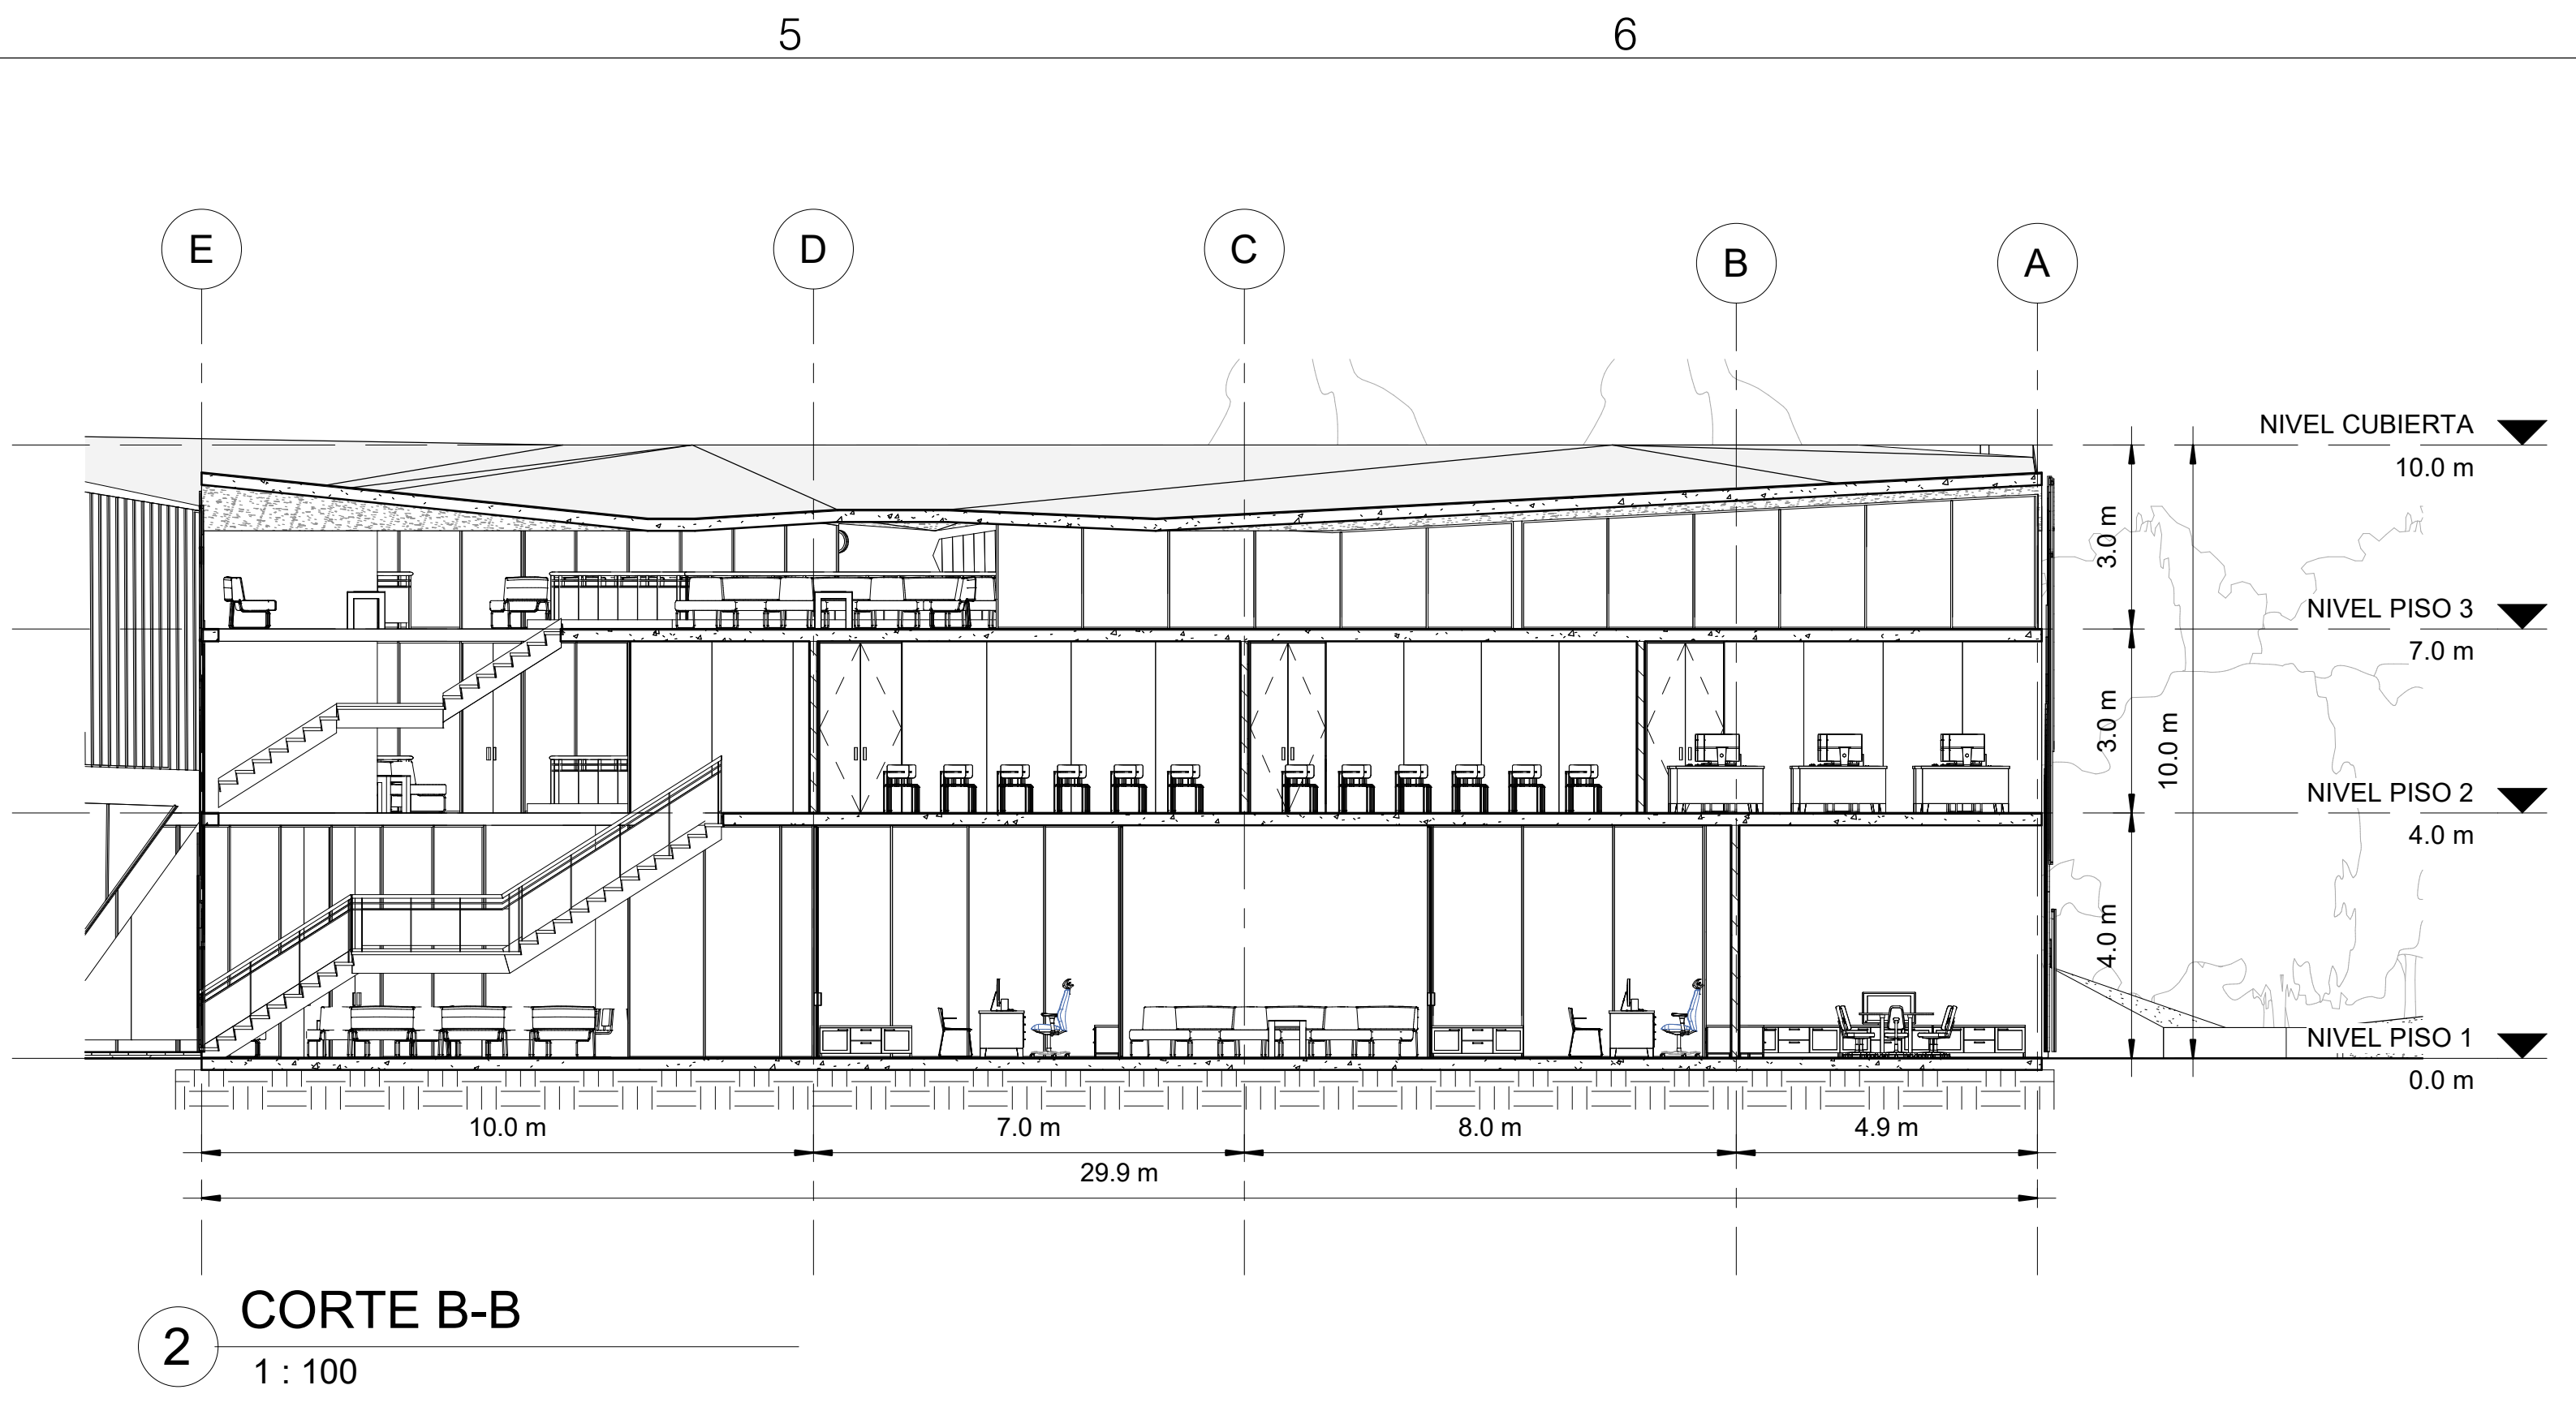 5 6
E D C B A
NIVEL CUBIERTA
10.0 m
3.0 m
NIVEL PISO 3
7.0 m
3.0 m
10.0 m
NIVEL PISO 2
4.0 m
4.0 m
NIVEL PISO 1
0.0 m
10.0 m 7.0 m 8.0 m 4.9 m
29.9 m
2 CORTE B-B
1 : 100